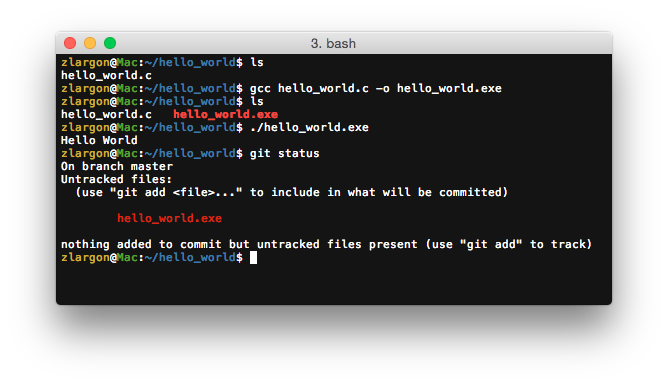 3. bash
zlargon@Mac:~/hello_world$ ls
hello_world.c
zlargon@Mac:~/hello_world$ gcc hello_world.c -o hello_world.exe
zlargon@Mac:~/hello_world$ ls
hello_world.c   hello_world.exe
zlargon@Mac:~/hello_world$ ./hello_world.exe
Hello World
zlargon@Mac:~/hello_world$ git status
On branch master
Untracked files:
  (use "git add <file>..." to include in what will be committed)
        hello_world.exe
nothing added to commit but untracked files present (use "git add" to track)
zlargon@Mac:~/hello_world$